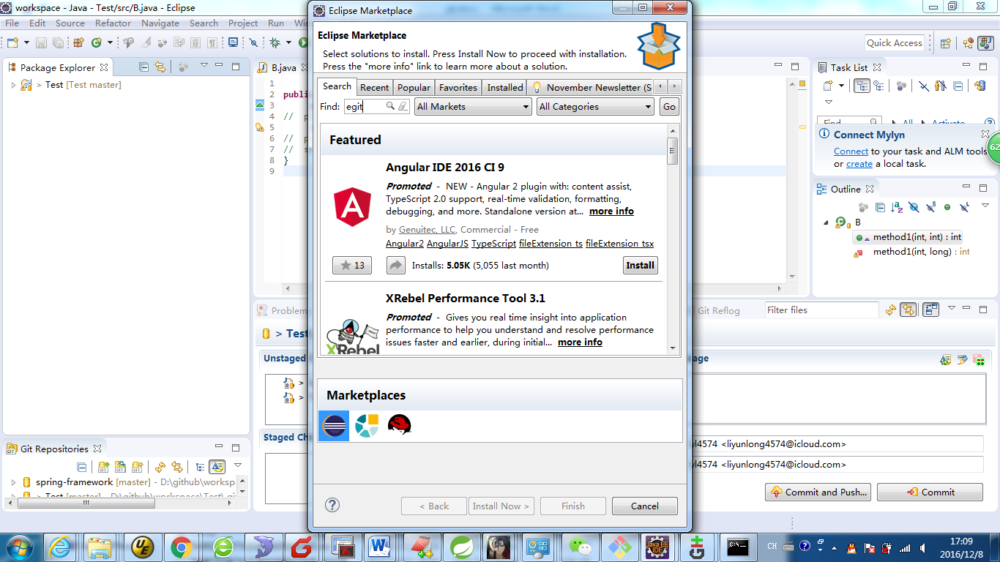 workspace - Java - Test/src/B.java - Eclipse
File Edit Source Refactor Navigate Search Project Run
Quick Access
Package Explorer
> Test [Test master]
B.java
1
2 publi
3
4 // p
5
6 // p
7 // s
8 }
9
Eclipse Marketplace
Eclipse Marketplace
Select solutions to install. Press Install Now to proceed with installation.
Press the "more info" link to learn more about a solution.
Search Recent Popular Favorites Installed November Newsletter (S
Find: egit All Markets All Categories Go
Featured
Angular IDE 2016 CI 9
Promoted - NEW - Angular 2 plugin with: content assist,
TypeScript 2.0 support, real-time validation, formatting,
debugging, and more. Standalone version at... more info
by Genuitec, LLC, Commercial - Free
Angular2 AngularJS TypeScript fileExtension_ts fileExtension_tsx
13 Installs: 5.05K (5,055 last month) Install
XRebel Performance Tool 3.1
Promoted - Gives you real time insight into application
performance to help you understand and resolve performance
issues faster and earlier, during initial... more info
XRebel
Marketplaces
< Back Install Now > Finish Cancel
Task List
Find All Activate
Connect Mylyn
Connect to your task and ALM tools
or create a local task.
62
Outline
B
method1(int, int) : int
method1(int, long) : int
Problem
Git Reflog
Filter files
> Test
Unstaged
>
>
Staged Ch
age
4574 <liyunlong4574@icloud.com>
4574 <liyunlong4574@icloud.com>
Commit and Push... Commit
Git Repositories
spring-framework [master] - D:\github\worksp
Test [master] - D:\github\workspace\Test\.gi
UE
Java EE
IDE
C:\.
CH
17:09
2016/12/8